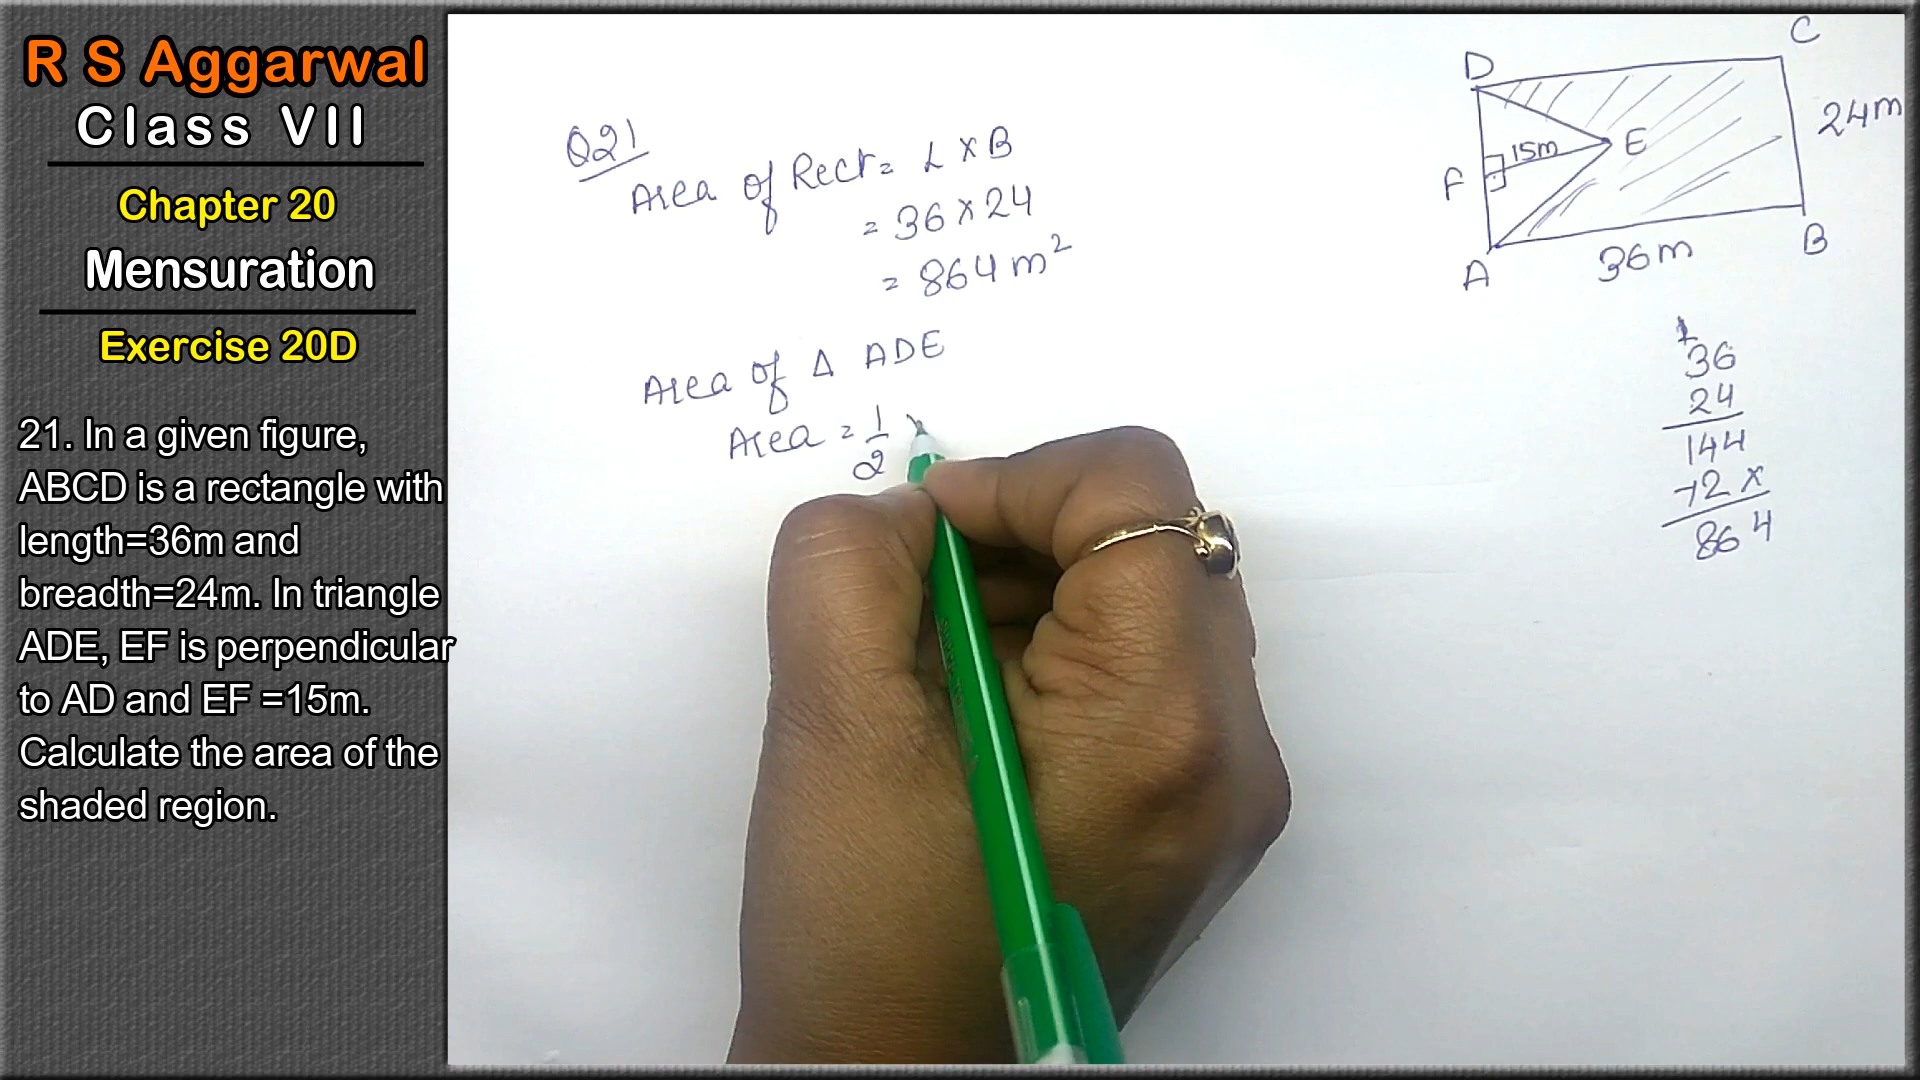 R S Aggarwal
Class VII
Chapter 20
Mensuration
Exercise 20D
21. In a given figure,
ABCD is a rectangle with
length=36m and
breadth=24m. In triangle
ADE, EF is perpendicular
to AD and EF =15m.
Calculate the area of the
shaded region.
Q21
Area of Rect = L × B
= 36 × 24
= 864 m²
Area of Δ ADE
Area = 1/2
D
C
24m
15m
E
F
A
36m
B
1
36
24
144
72 ×
864